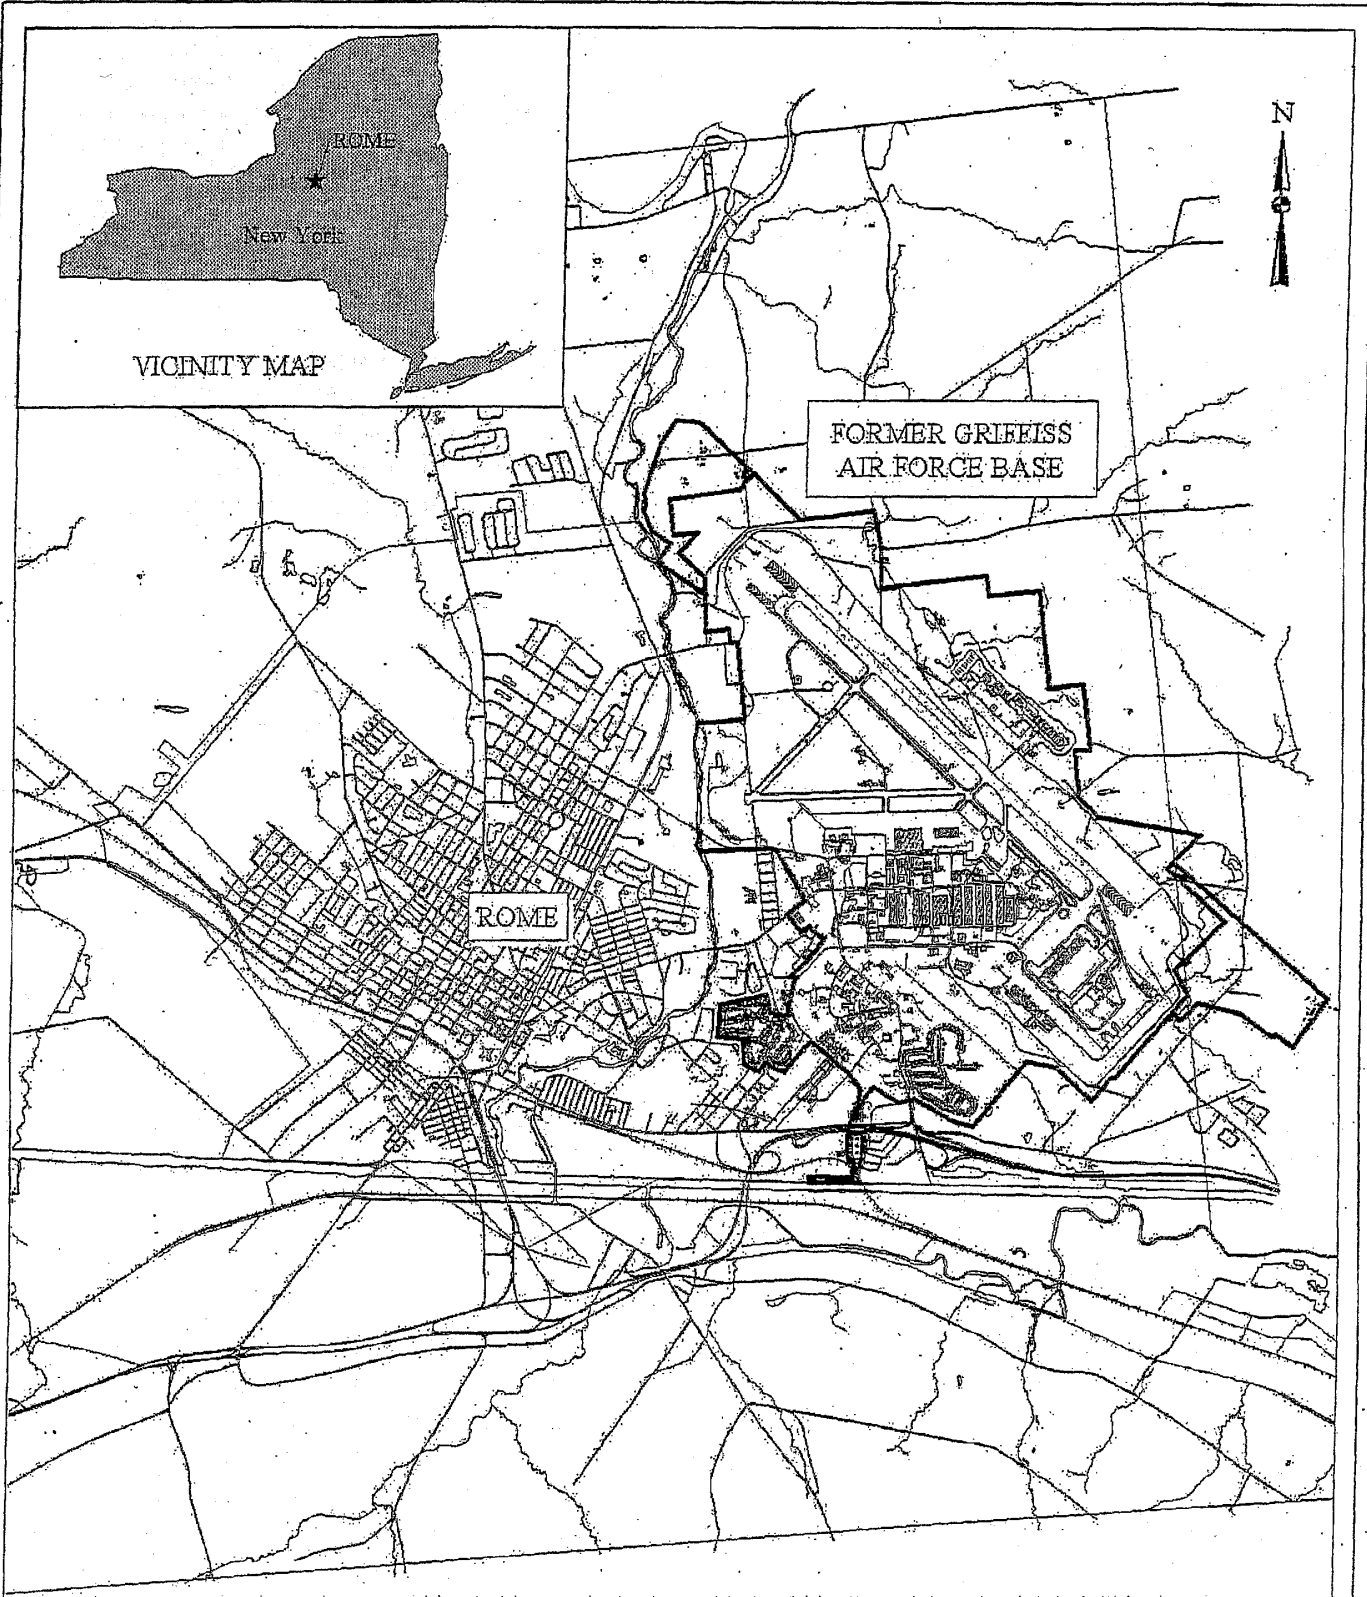 ROME
New York
VICINITY MAP
N
FORMER GRIFFISS
AIR FORCE BASE
ROME